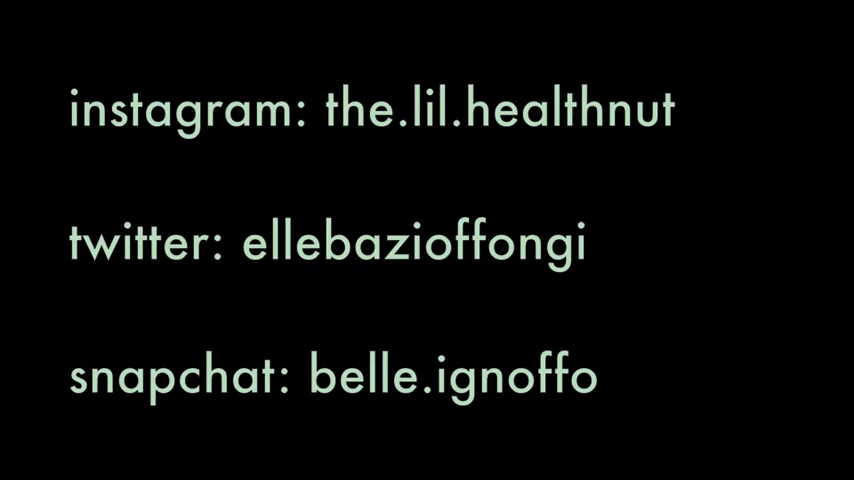 instagram: the.lil.healthnut
twitter: ellebazioffongi
snapchat: belle.ignoffo